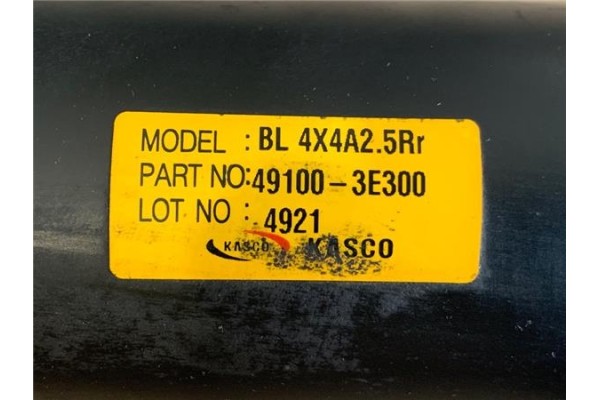 MODEL : BL 4X4A2.5Rr
PART NO:49100-3E300
LOT NO : 4921
KASCO KASCO